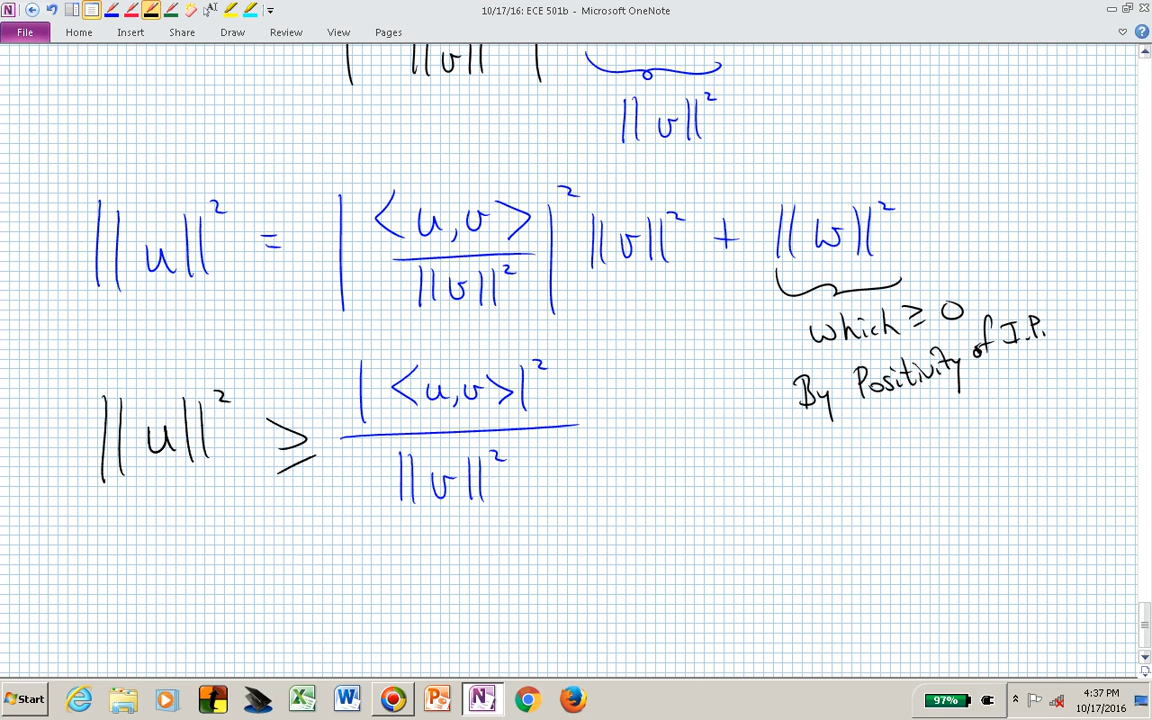 10/17/16: ECE 501b - Microsoft OneNote
File Home Insert Share Draw Review View Pages
||v||
||v||²
||u||² = |<u,v> / ||v||²|² ||v||² + ||w||²
which ≥ 0
By Positivity of I.P.
||u||² ≥ |<u,v>|² / ||v||²
Start
97%
4:37 PM
10/17/2016